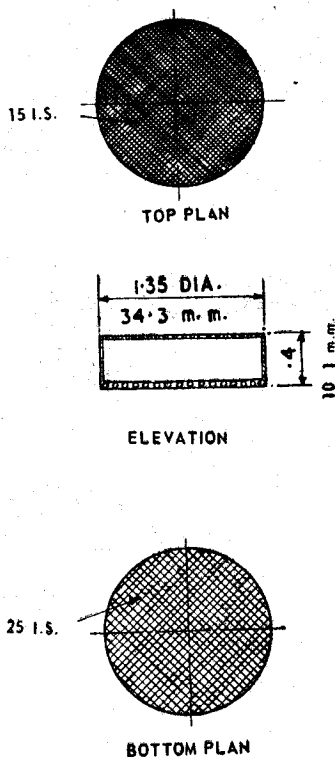 15 I.S.
TOP PLAN
1·35 DIA.
34·3 m.m.
.4
10·1 m.m.
ELEVATION
25 I.S.
BOTTOM PLAN